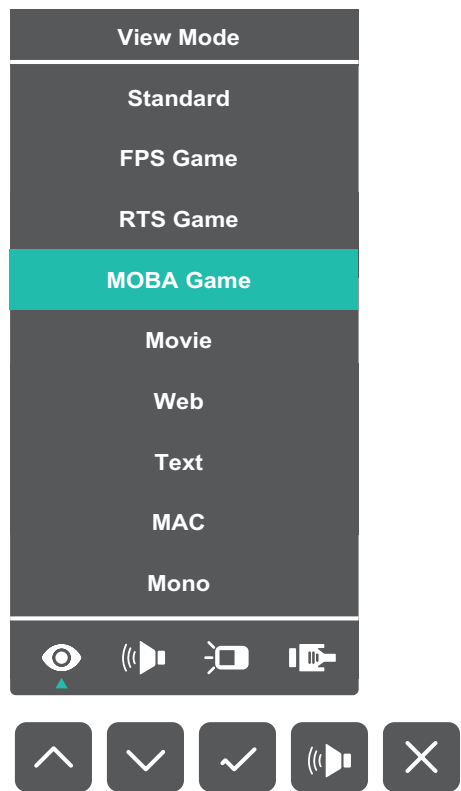 View Mode
Standard
FPS Game
RTS Game
MOBA Game
Movie
Web
Text
MAC
Mono